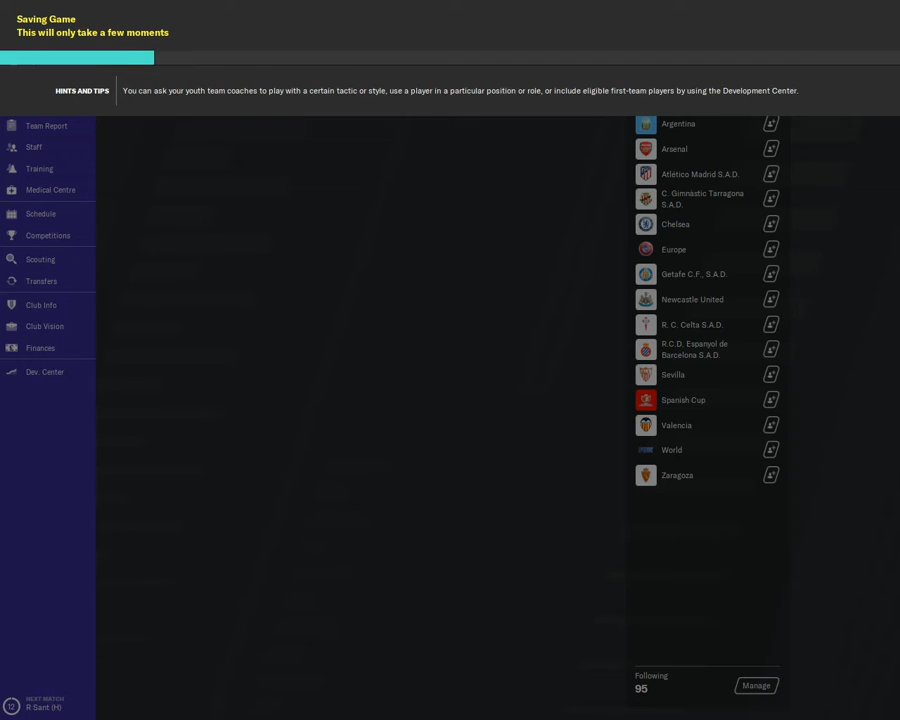 Saving Game
This will only take a few moments
HINTS AND TIPS
You can ask your youth team coaches to play with a certain tactic or style, use a player in a particular position or role, or include eligible first-team players by using the Development Center.
Team Report
Staff
Training
Medical Centre
Schedule
Competitions
Scouting
Transfers
Club Info
Club Vision
Finances
Dev. Center
Argentina
Arsenal
Atlético Madrid S.A.D.
C. Gimnàstic Tarragona
S.A.D.
Chelsea
Europe
Getafe C.F., S.A.D.
Newcastle United
R. C. Celta S.A.D.
R.C.D. Espanyol de
Barcelona S.A.D.
Sevilla
Spanish Cup
Valencia
World
Zaragoza
Following
95
Manage
12
NEXT MATCH
R Sant (H)